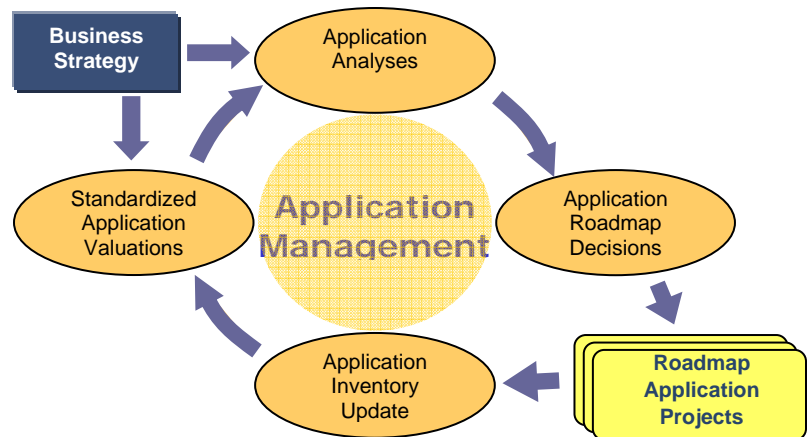 Business
Strategy
Application
Analyses
Standardized
Application
Valuations
Application
Management
Application
Roadmap
Decisions
Application
Inventory
Update
Roadmap
Application
Projects